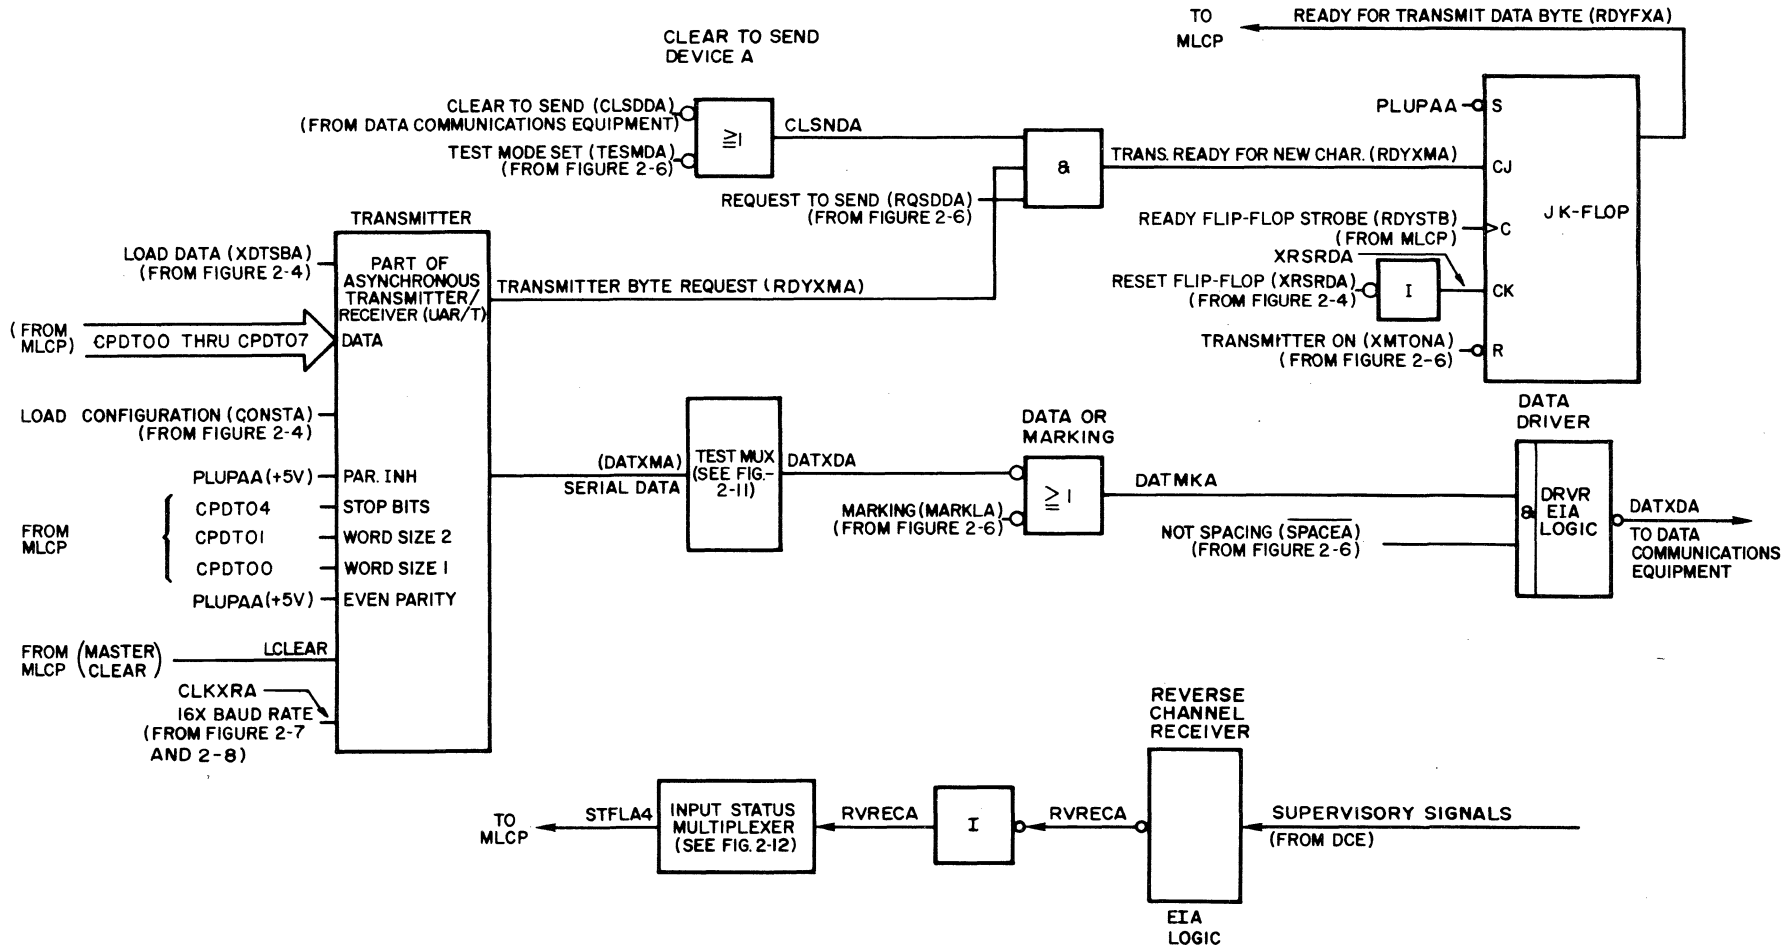 TO
MLCP
READY FOR TRANSMIT DATA BYTE (RDYFXA)
CLEAR TO SEND
DEVICE A
CLEAR TO SEND (CLSDDA)
(FROM DATA COMMUNICATIONS EQUIPMENT)
TEST MODE SET (TESMDA)
(FROM FIGURE 2-6)
≥1
CLSNDA
REQUEST TO SEND (RQSDDA)
(FROM FIGURE 2-6)
&
TRANS. READY FOR NEW CHAR. (RDYXMA)
PLUPAA
S
CJ
JK-FLOP
READY FLIP-FLOP STROBE (RDYSTB)
(FROM MLCP)
C
XRSRDA
RESET FLIP-FLOP (XRSRDA)
(FROM FIGURE 2-4)
I
CK
TRANSMITTER ON (XMTONA)
(FROM FIGURE 2-6)
R
TRANSMITTER
LOAD DATA (XDTSBA)
(FROM FIGURE 2-4)
PART OF
ASYNCHRONOUS
TRANSMITTER/
RECEIVER (UAR/T)
TRANSMITTER BYTE REQUEST (RDYXMA)
(FROM
MLCP)
CPDT00 THRU CPDT07
DATA
LOAD CONFIGURATION (CONSTA)
(FROM FIGURE 2-4)
PLUPAA (+5V)
PAR. INH
FROM
MLCP
CPDT04
STOP BITS
CPDT01
WORD SIZE 2
CPDT00
WORD SIZE 1
PLUPAA (+5V)
EVEN PARITY
FROM
MLCP
(MASTER
CLEAR)
LCLEAR
CLKXRA
16X BAUD RATE
(FROM FIGURE 2-7
AND 2-8)
(DATXMA)
SERIAL DATA
TEST MUX
(SEE FIG.-
2-11)
DATXDA
MARKING (MARKLA)
(FROM FIGURE 2-6)
DATA OR
MARKING
≥1
DATMKA
NOT SPACING (S̅P̅A̅C̅E̅A̅)
(FROM FIGURE 2-6)
DATA
DRIVER
&
DRVR
EIA
LOGIC
DATXDA
TO DATA
COMMUNICATIONS
EQUIPMENT
REVERSE
CHANNEL
RECEIVER
TO
MLCP
STFLA4
INPUT STATUS
MULTIPLEXER
(SEE FIG. 2-12)
RVRECA
I
RVRECA
SUPERVISORY SIGNALS
(FROM DCE)
EIA
LOGIC